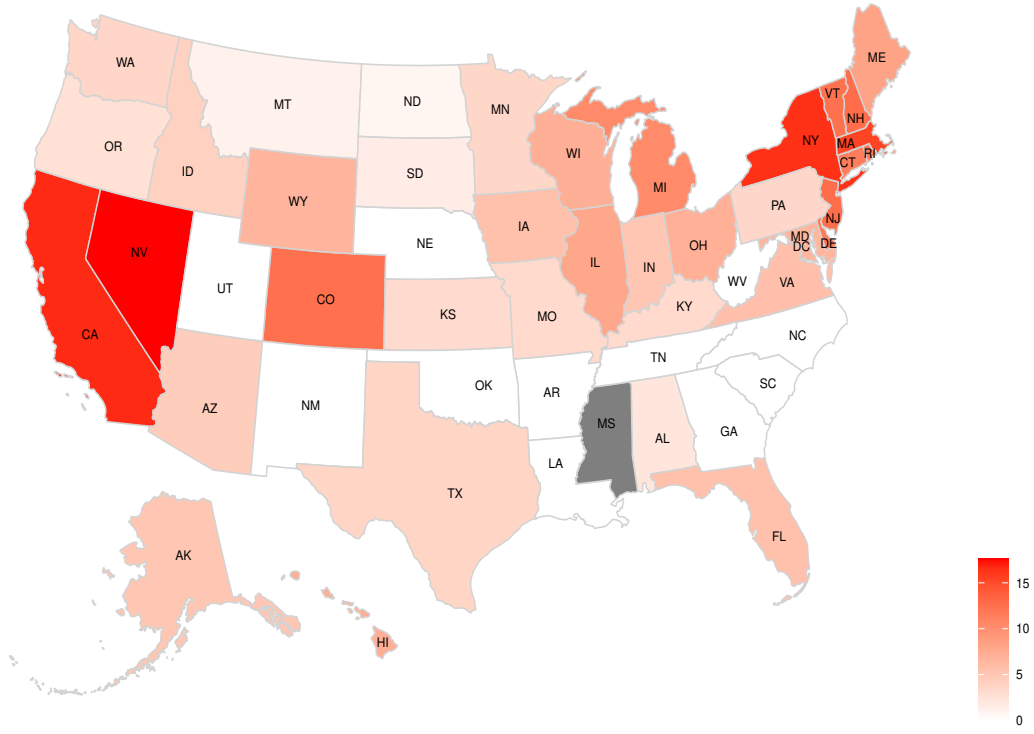 WA
MT
ND
MN
ME
VT
NH
OR
ID
SD
WI
NY
MA
CT
RI
WY
MI
PA
NJ
NV
NE
IA
OH
MD
DC
DE
UT
CO
IL
IN
WV
VA
KS
MO
KY
CA
NC
AZ
NM
OK
AR
TN
SC
MS
AL
GA
LA
TX
FL
AK
HI
15
10
5
0